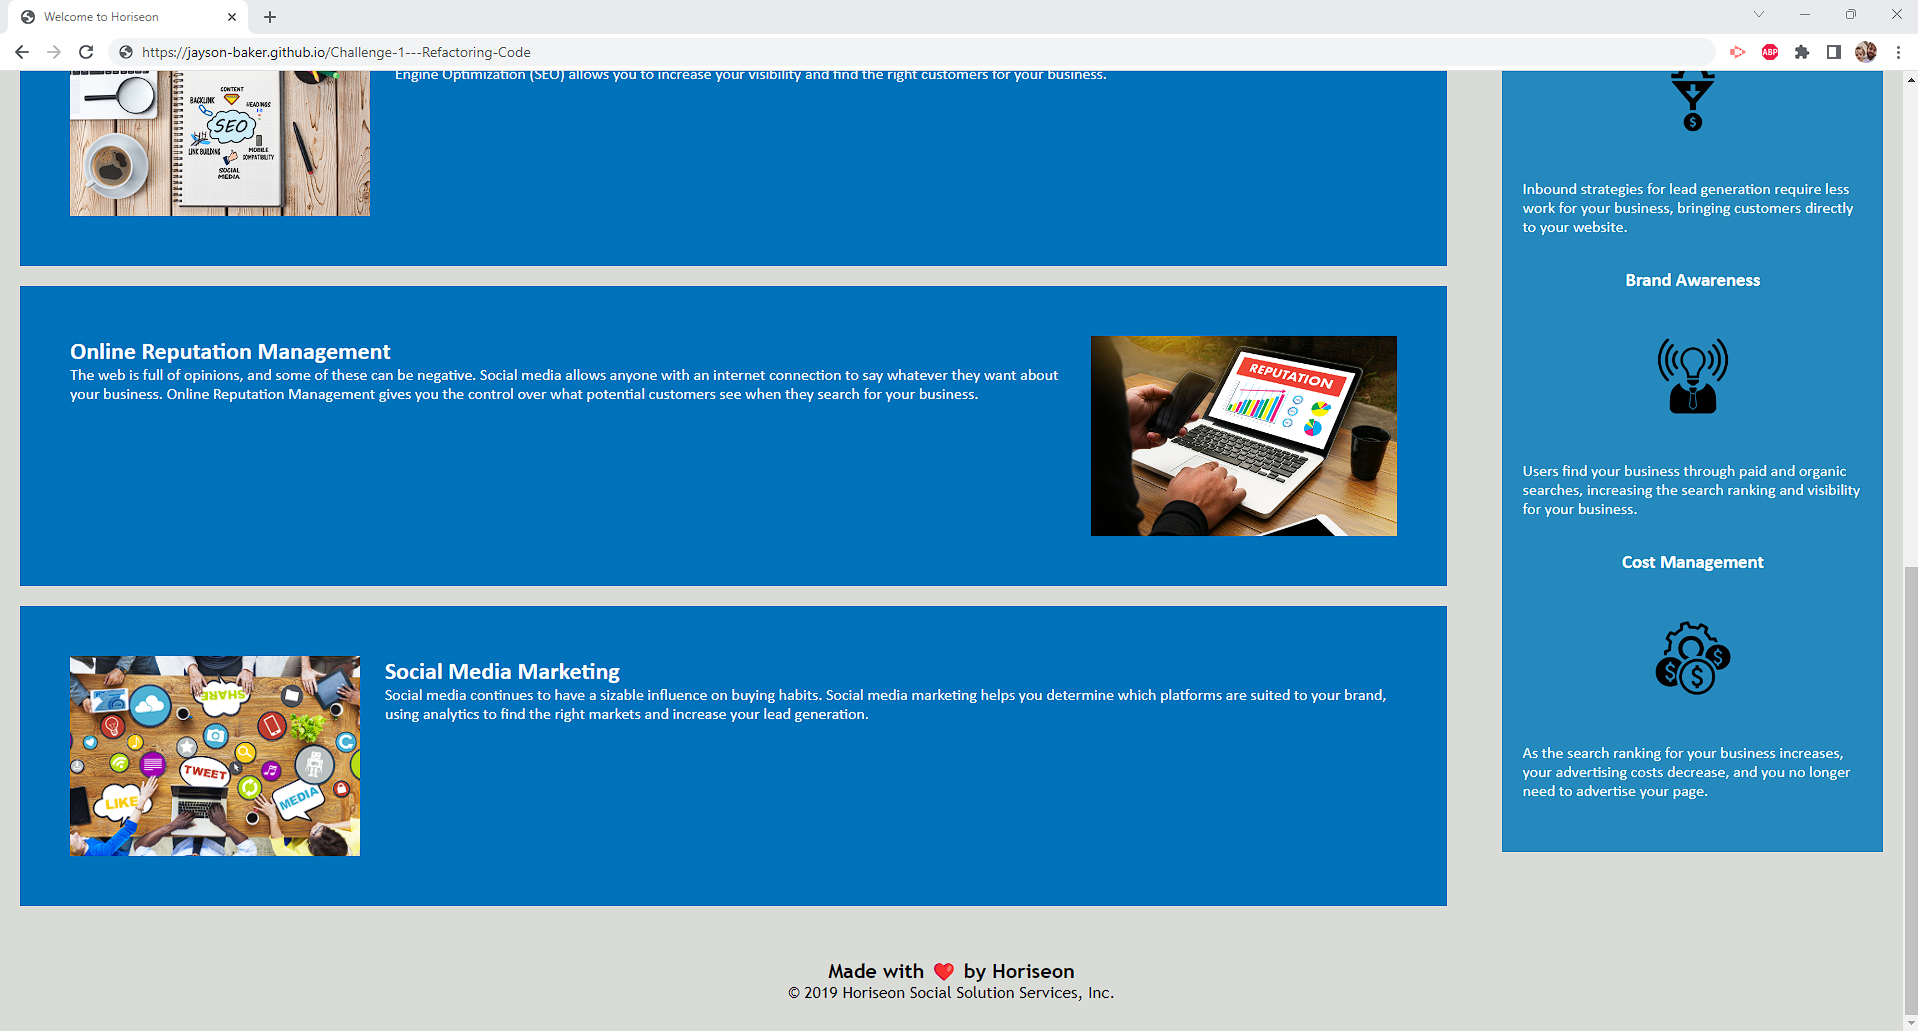 Welcome to Horiseon
https://jayson-baker.github.io/Challenge-1---Refactoring-Code
ABP
Engine Optimization (SEO) allows you to increase your visibility and find the right customers for your business.
CONTENT
BACKLINK
HEADINGS
SEO
LINK BUILDING
MOBILE COMPATIBILITY
SOCIAL MEDIA
Online Reputation Management
The web is full of opinions, and some of these can be negative. Social media allows anyone with an internet connection to say whatever they want about
your business. Online Reputation Management gives you the control over what potential customers see when they search for your business.
REPUTATION
Social Media Marketing
Social media continues to have a sizable influence on buying habits. Social media marketing helps you determine which platforms are suited to your brand,
using analytics to find the right markets and increase your lead generation.
SHARE
TWEET
LIKE
MEDIA
$
Inbound strategies for lead generation require less
work for your business, bringing customers directly
to your website.
Brand Awareness
Users find your business through paid and organic
searches, increasing the search ranking and visibility
for your business.
Cost Management
$ $ $
As the search ranking for your business increases,
your advertising costs decrease, and you no longer
need to advertise your page.
Made with ❤️ by Horiseon
© 2019 Horiseon Social Solution Services, Inc.